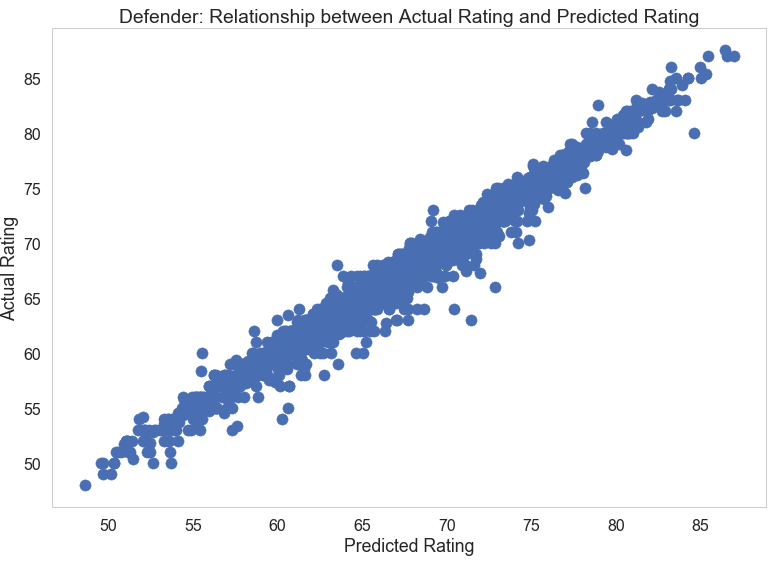 Defender: Relationship between Actual Rating and Predicted Rating
85
80
75
70
65
60
55
50
Actual Rating
50 55 60 65 70 75 80 85
Predicted Rating